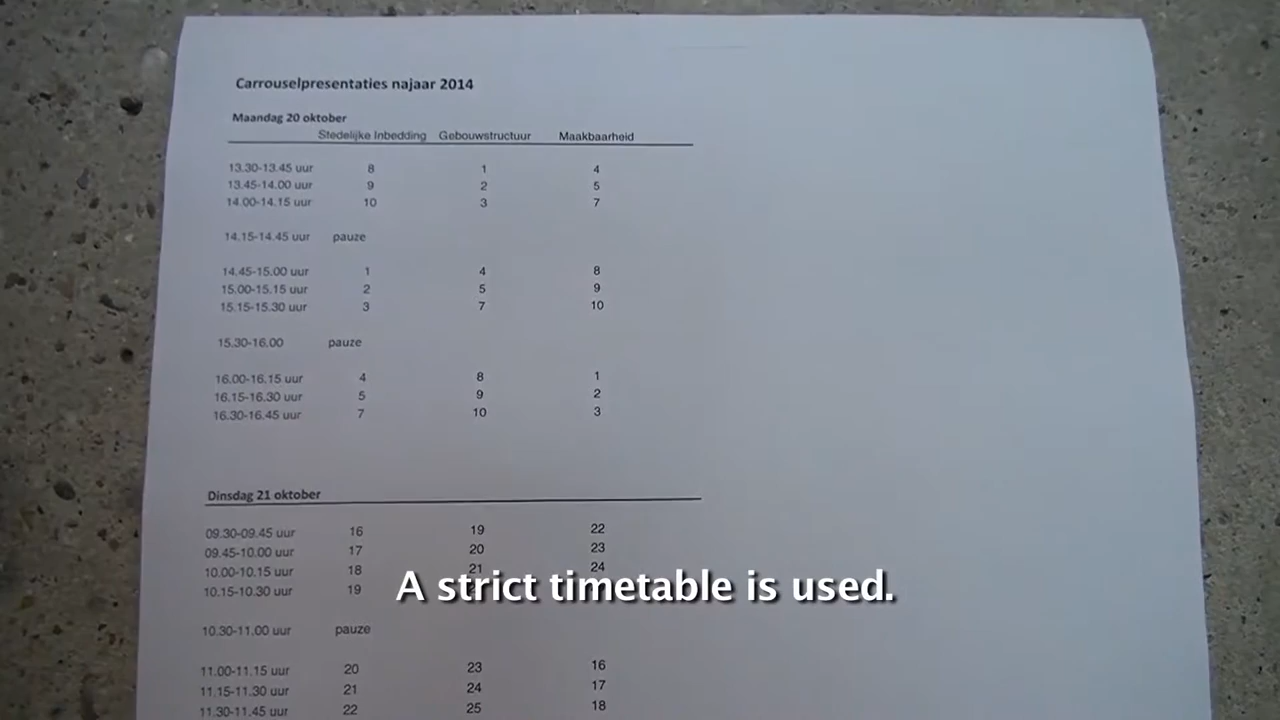 Carrouselpresentaties najaar 2014
Maandag 20 oktober
Stedelijke Inbedding Gebouwstructuur Maakbaarheid
13.30-13.45 uur 8 1 4
13.45-14.00 uur 9 2 5
14.00-14.15 uur 10 3 7
14.15-14.45 uur pauze
14.45-15.00 uur 1 4 8
15.00-15.15 uur 2 5 9
15.15-15.30 uur 3 7 10
15.30-16.00 pauze
16.00-16.15 uur 4 8 1
16.15-16.30 uur 5 9 2
16.30-16.45 uur 7 10 3
Dinsdag 21 oktober
09.30-09.45 uur 16 19 22
09.45-10.00 uur 17 20 23
10.00-10.15 uur 18 21 24
10.15-10.30 uur 19
A strict timetable is used.
10.30-11.00 uur pauze
11.00-11.15 uur 20 23 16
11.15-11.30 uur 21 24 17
11.30-11.45 uur 22 25 18